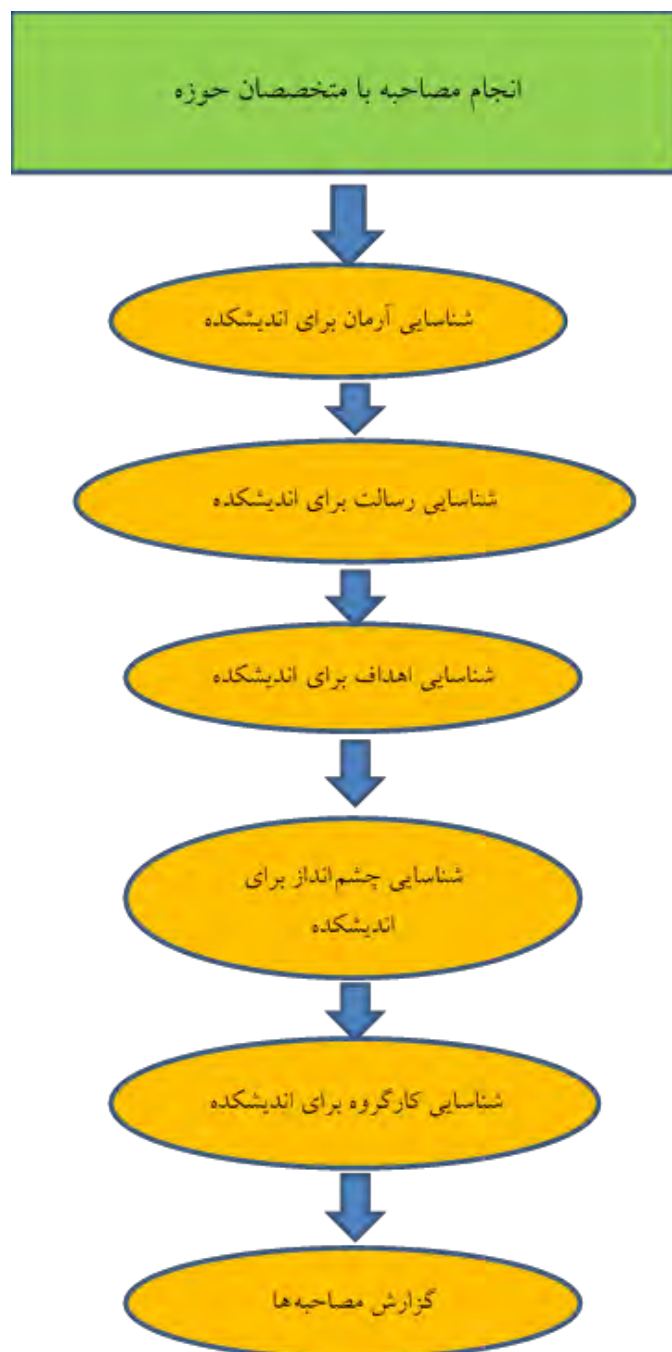 انجام مصاحبه با متخصصان حوزه
شناسایی آرمان برای اندیشکده
شناسایی رسالت برای اندیشکده
شناسایی اهداف برای اندیشکده
شناسایی چشم‌انداز برای
اندیشکده
شناسایی کارگروه برای اندیشکده
گزارش مصاحبه‌ها